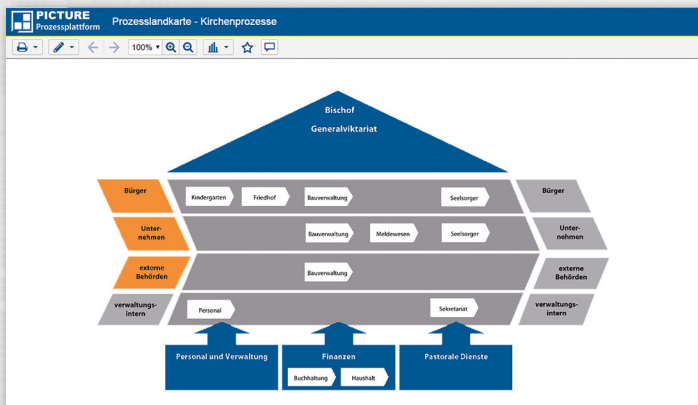 PICTURE
Prozessplattform
Prozesslandkarte - Kirchenprozesse
100%
Bischof
Generalviktariat
Bürger
Kindergarten
Friedhof
Bauverwaltung
Seelsorger
Bürger
Unter-
nehmen
Bauverwaltung
Meldewesen
Seelsorger
Unter-
nehmen
externe
Behörden
Bauverwaltung
externe
Behörden
verwaltungs-
intern
Personal
Sekretariat
verwaltungs-
intern
Personal und Verwaltung
Finanzen
Pastorale Dienste
Buchhaltung
Haushalt